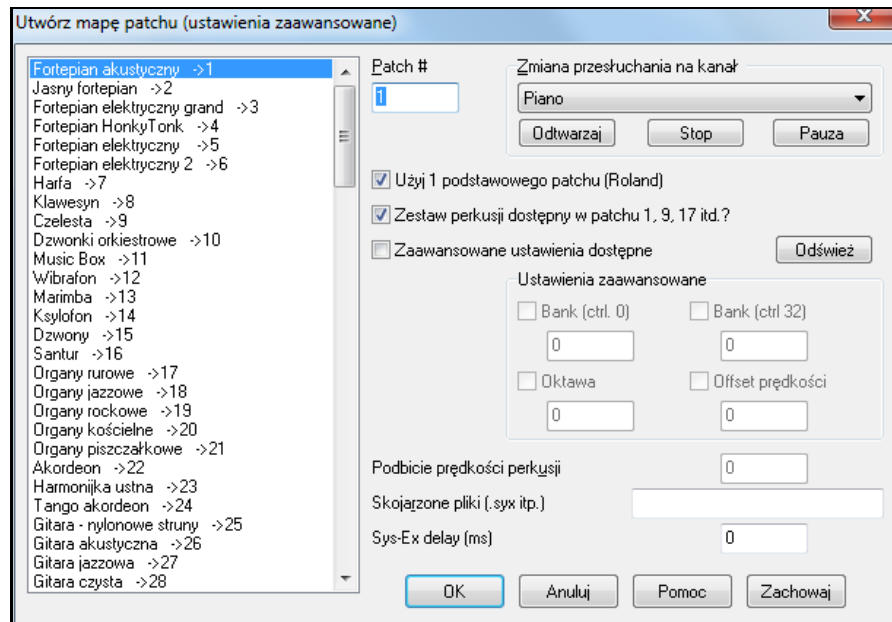 Utwórz mapę patchu (ustawienia zaawansowane)
Fortepian akustyczny ->1
Jasny fortepian ->2
Fortepian elektryczny grand ->3
Fortepian HonkyTonk ->4
Fortepian elektryczny ->5
Fortepian elektryczny 2 ->6
Harfa ->7
Klawesyn ->8
Czelesta ->9
Dzwonki orkiestrowe ->10
Music Box ->11
Wibrafon ->12
Marimba ->13
Ksylofon ->14
Dzwony ->15
Santur ->16
Organy rurowe ->17
Organy jazzowe ->18
Organy rockowe ->19
Organy kościelne ->20
Organy piszczałkowe ->21
Akordeon ->22
Harmonijka ustna ->23
Tango akordeon ->24
Gitara - nylonowe struny ->25
Gitara akustyczna ->26
Gitara jazzowa ->27
Gitara czysta ->28
Patch #
1
Zmiana przesłuchania na kanał
Piano
Odtwarzaj Stop Pauza
Użyj 1 podstawowego patchu (Roland)
Zestaw perkusji dostępny w patchu 1, 9, 17 itd.?
Zaawansowane ustawienia dostępne Odśwież
Ustawienia zaawansowane
Bank (ctrl. 0) Bank (ctrl 32)
0 0
Oktawa Offset prędkości
0 0
Podbicie prędkości perkusji 0
Skojarzone pliki (.syx itp.)
Sys-Ex delay (ms) 0
OK Anuluj Pomoc Zachowaj